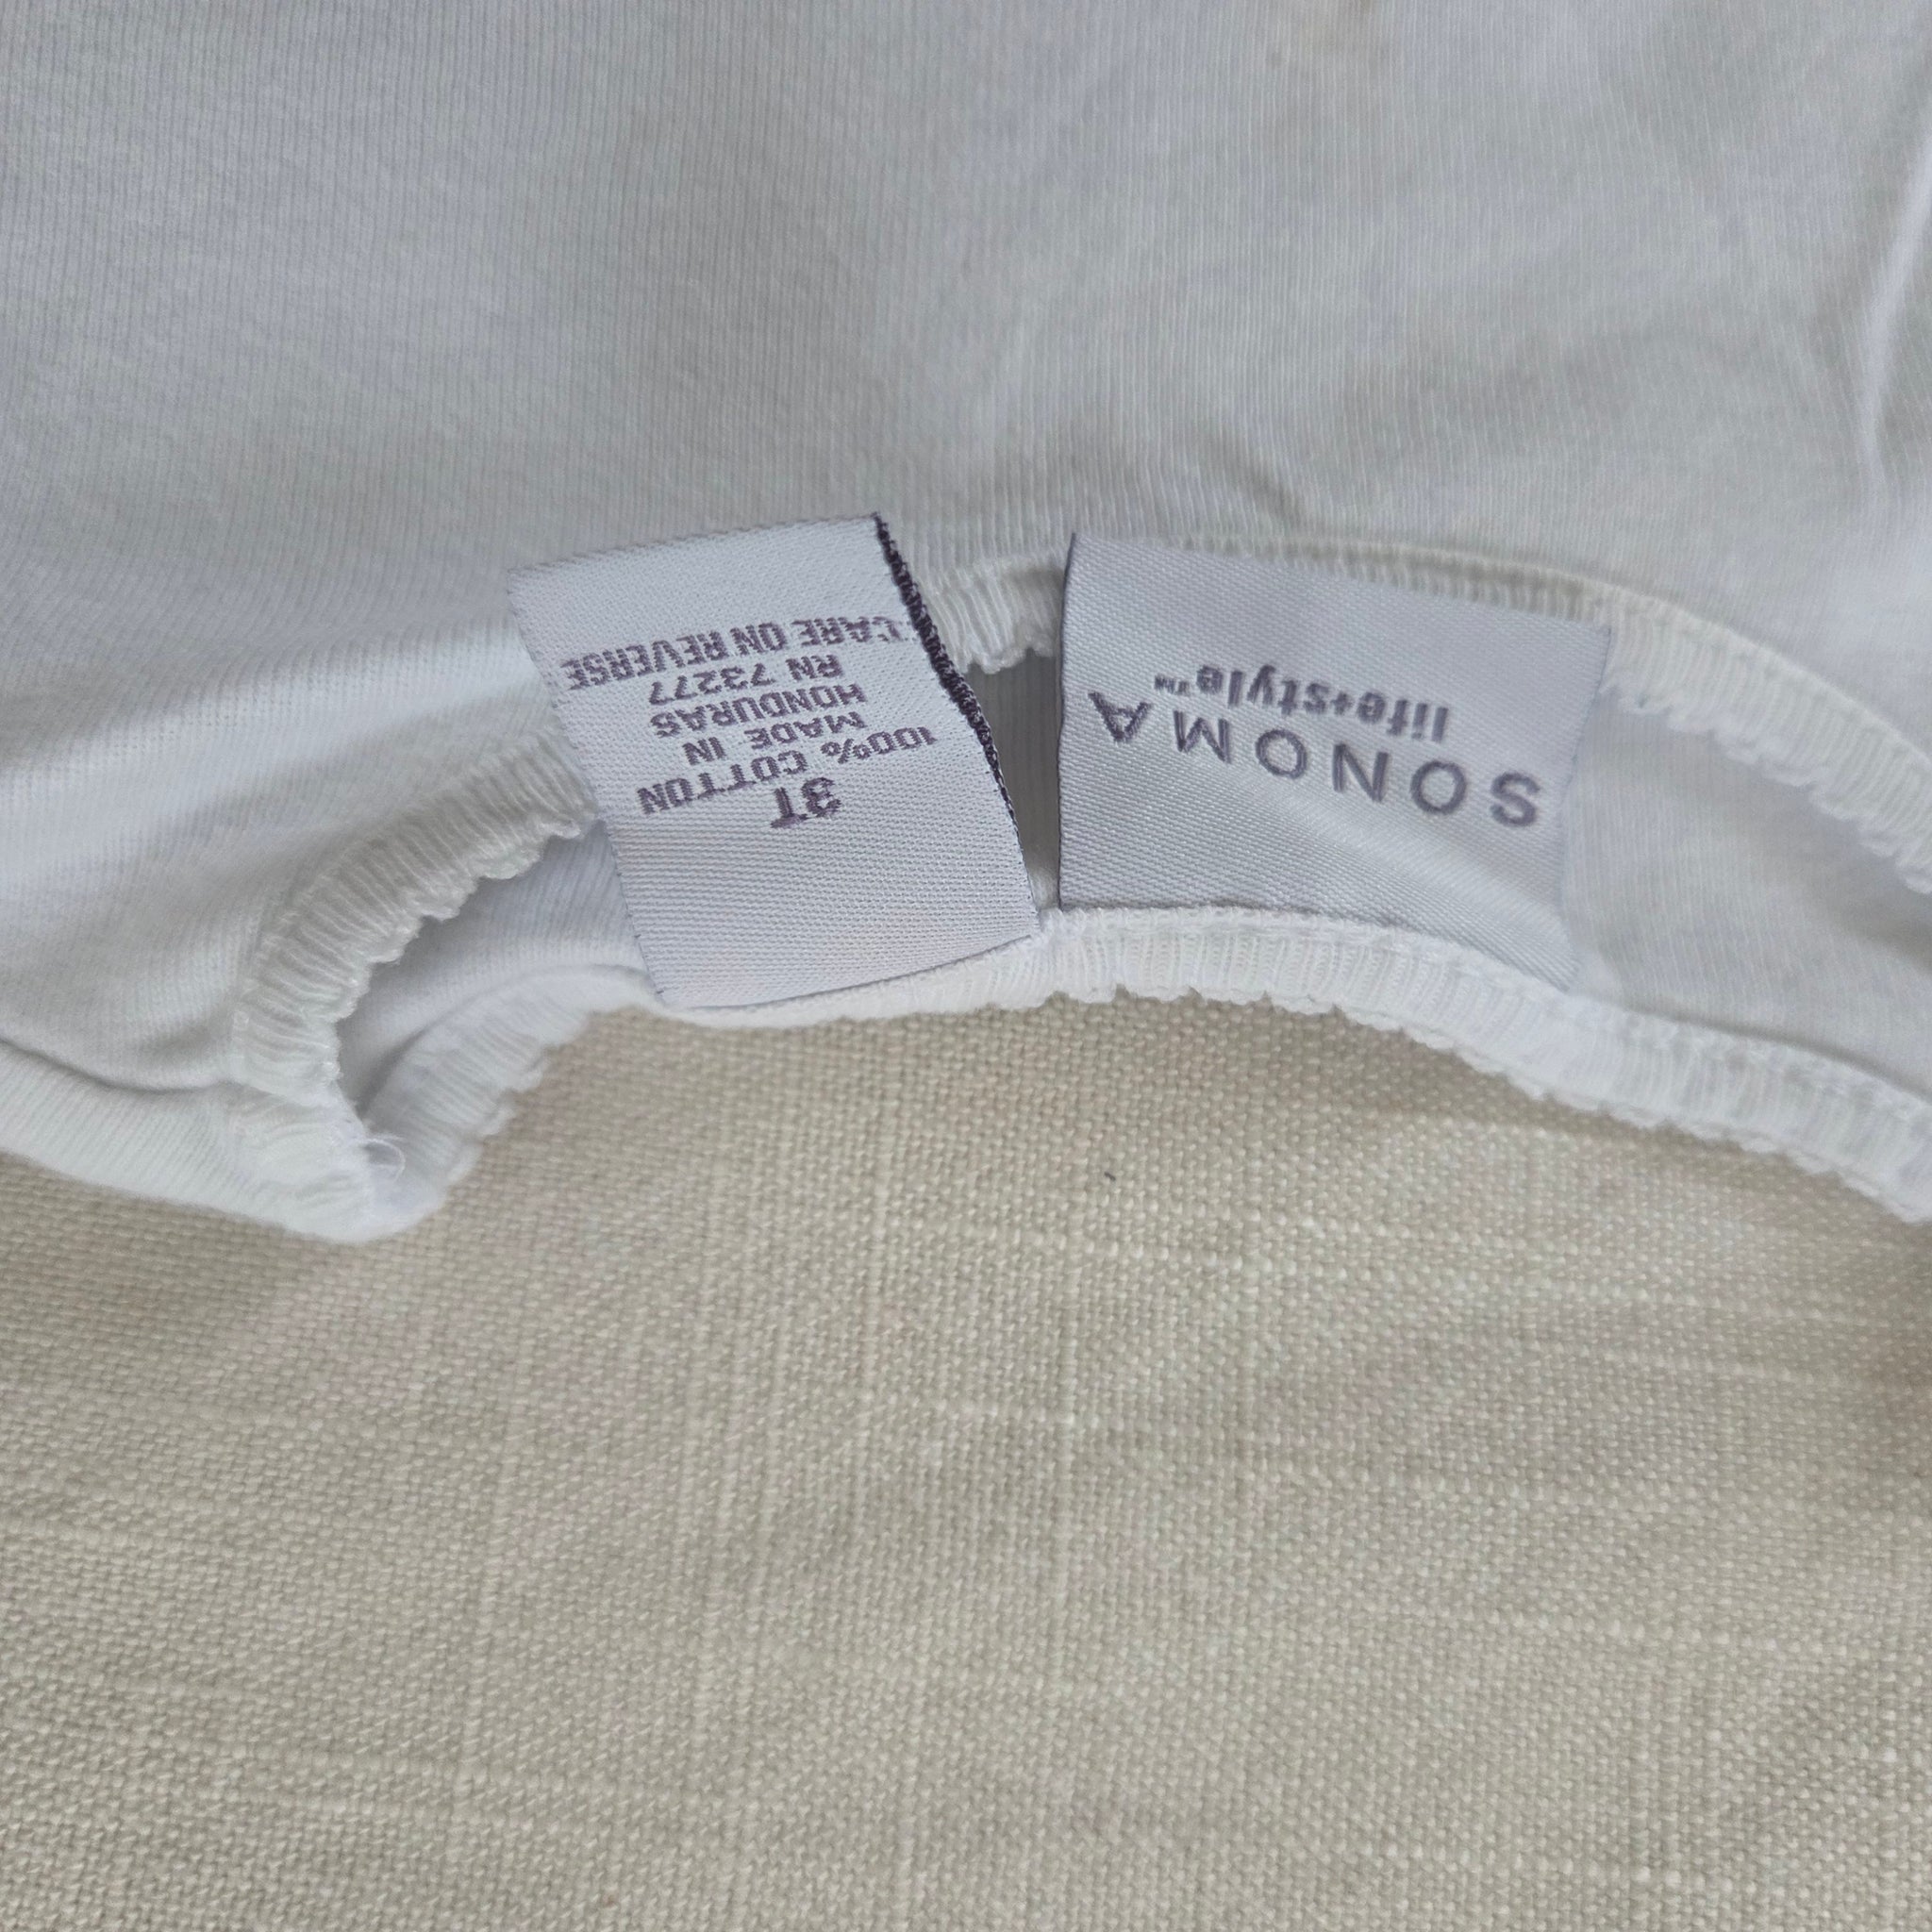 3T
100% COTTON
MADE IN
HONDURAS
RN 73277
CARE ON REVERSE
SONOMA
life+style™